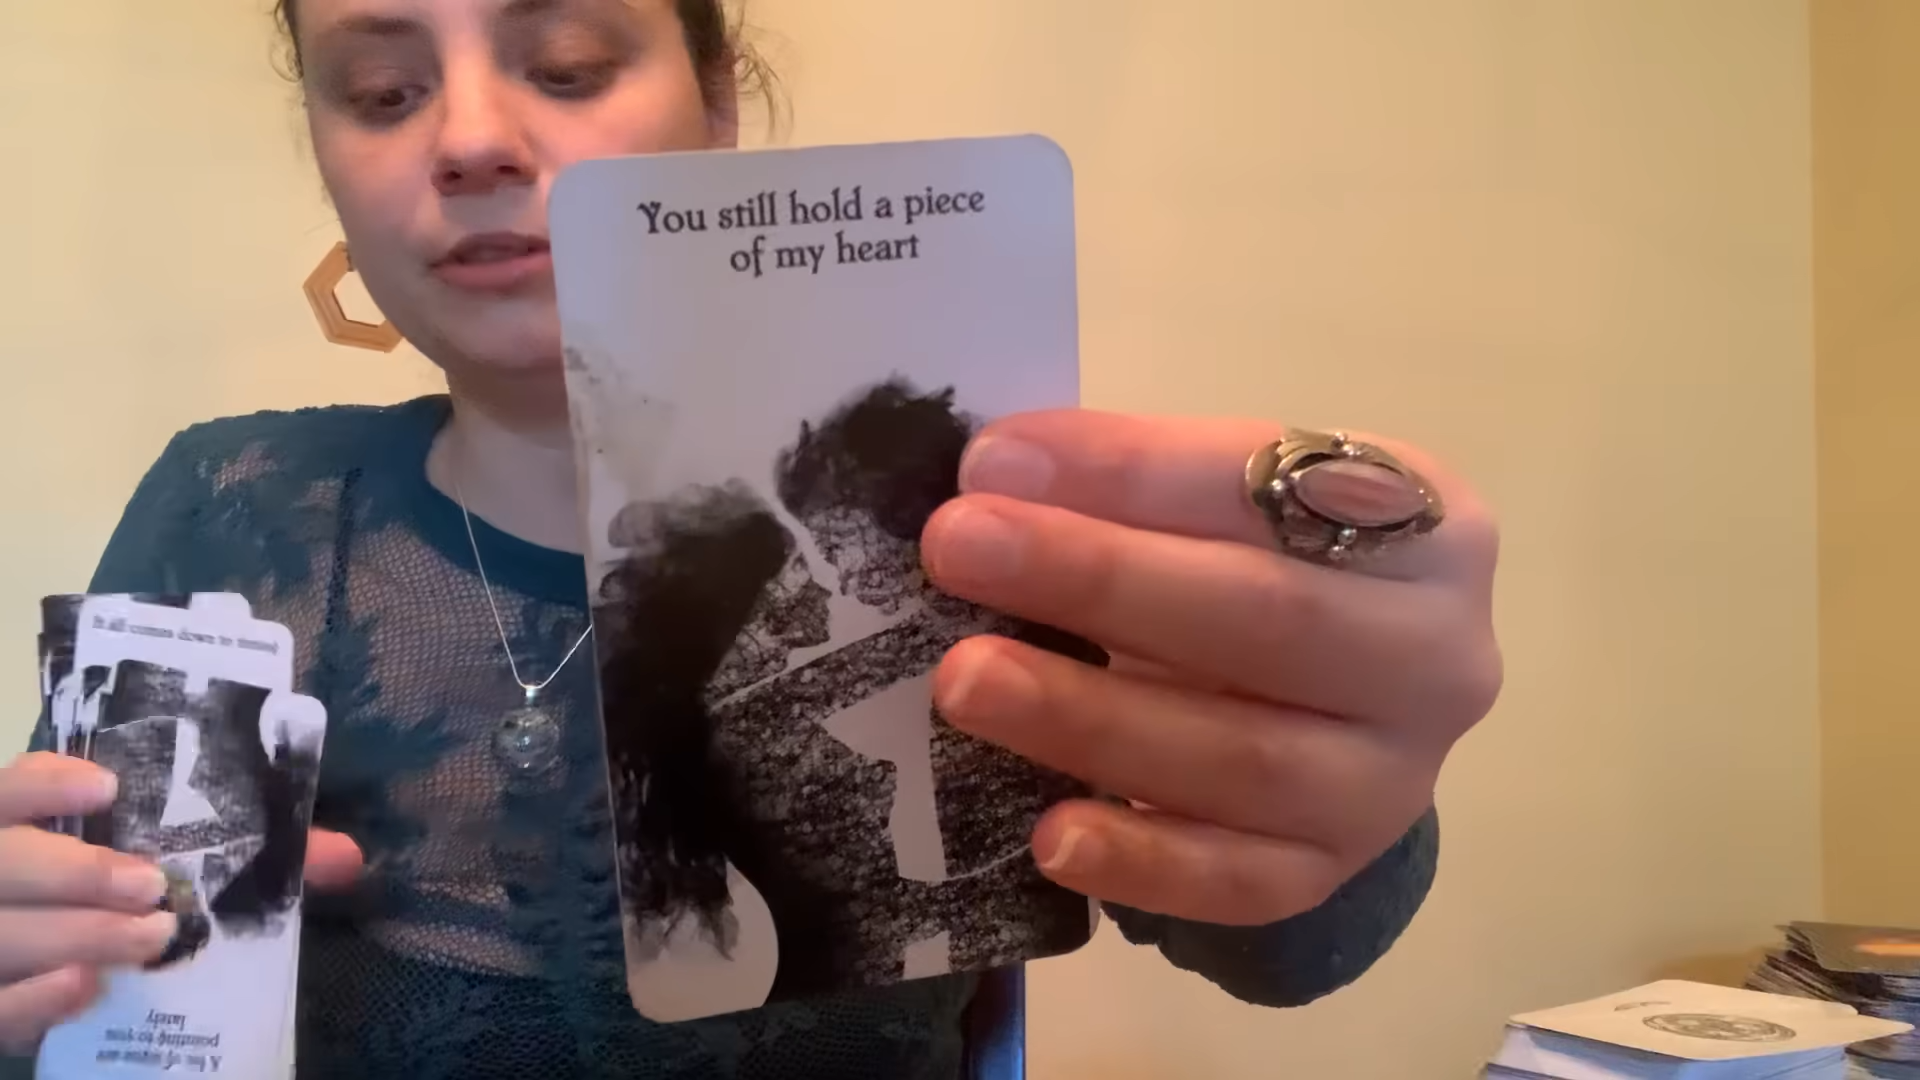 You still hold a piece
of my heart
It all comes down to
A lot of signs are
pointing to you
lately